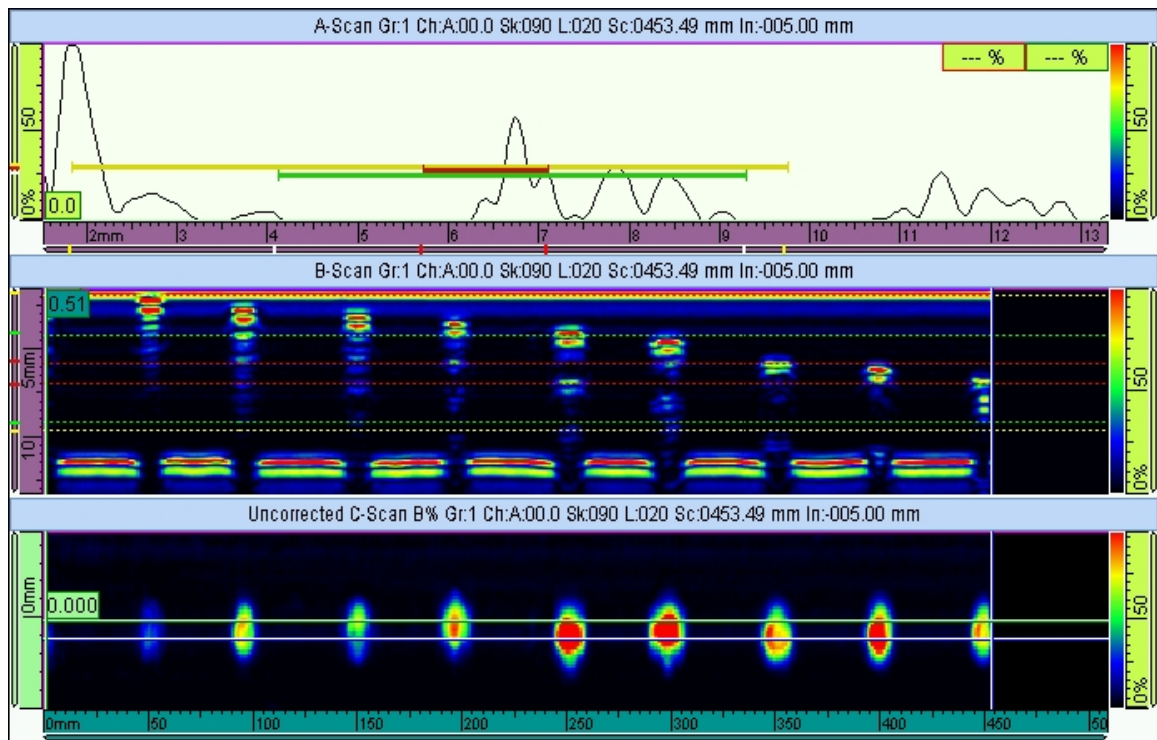 A-Scan Gr:1 Ch:A:00.0 Sk:090 L:020 Sc:0453.49 mm In:-005.00 mm
--- % --- %
50
0%
0.0
50
0%
2mm 3 4 5 6 7 8 9 10 11 12 13
B-Scan Gr:1 Ch:A:00.0 Sk:090 L:020 Sc:0453.49 mm In:-005.00 mm
0.51
5mm
10
50
0%
Uncorrected C-Scan B% Gr:1 Ch:A:00.0 Sk:090 L:020 Sc:0453.49 mm In:-005.00 mm
0mm
0.000
50
0%
0mm 50 100 150 200 250 300 350 400 450 50